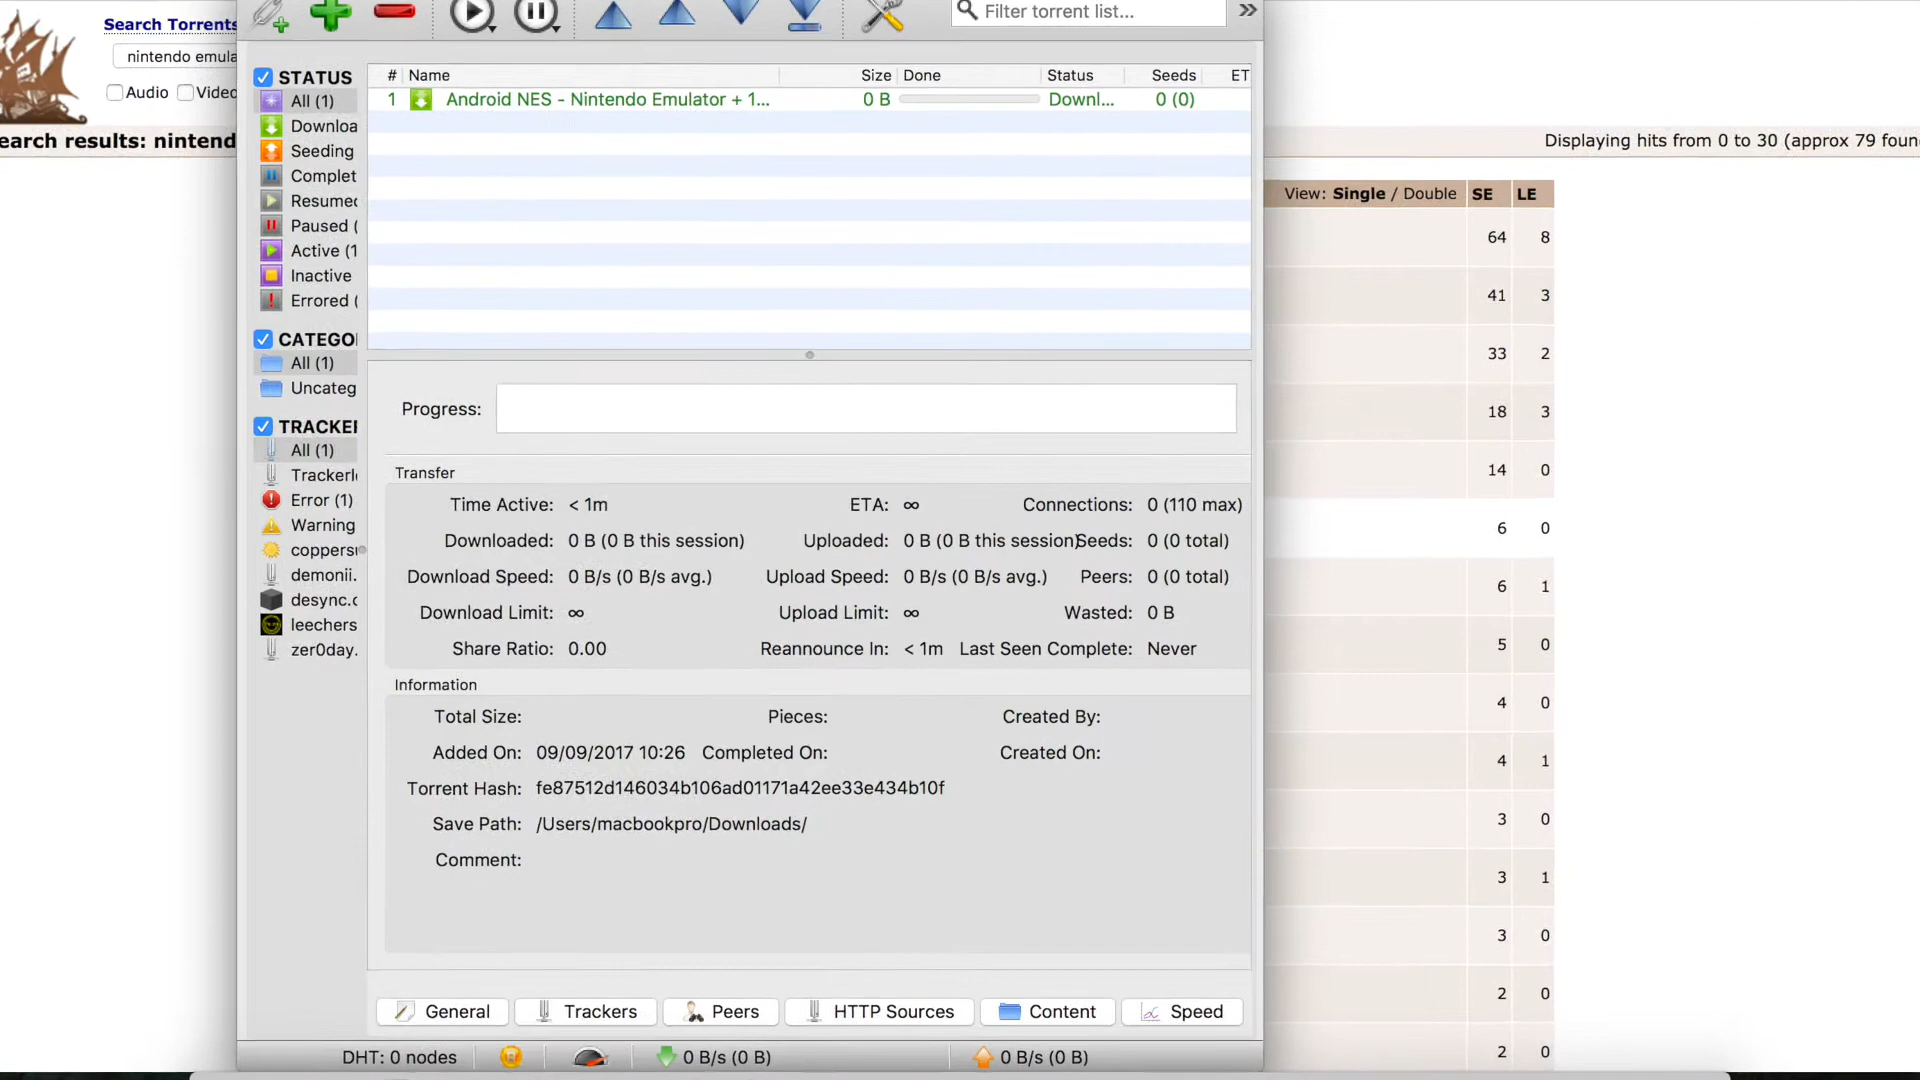 Search Torrents
nintendo emula
Audio Video
earch results: nintend
Displaying hits from 0 to 30 (approx 79 foun
Filter torrent list...
»
STATUS
All (1)
Downloa
Seeding
Complet
Resumed
Paused (
Active (1
Inactive
Errored (
CATEGO
All (1)
Uncateg
TRACKER
All (1)
Trackerl
Error (1)
Warning
coppers
demonii.
desync.c
leechers
zer0day.
# Name Size Done Status Seeds ET
1 Android NES - Nintendo Emulator + 1... 0 B Downl... 0 (0)
Progress:
Transfer
Time Active: < 1m ETA: ∞ Connections: 0 (110 max)
Downloaded: 0 B (0 B this session) Uploaded: 0 B (0 B this session) Seeds: 0 (0 total)
Download Speed: 0 B/s (0 B/s avg.) Upload Speed: 0 B/s (0 B/s avg.) Peers: 0 (0 total)
Download Limit: ∞ Upload Limit: ∞ Wasted: 0 B
Share Ratio: 0.00 Reannounce In: < 1m Last Seen Complete: Never
Information
Total Size: Pieces: Created By:
Added On: 09/09/2017 10:26 Completed On: Created On:
Torrent Hash: fe87512d146034b106ad01171a42ee33e434b10f
Save Path: /Users/macbookpro/Downloads/
Comment:
General Trackers Peers HTTP Sources Content Speed
DHT: 0 nodes 0 B/s (0 B) 0 B/s (0 B)
View: Single / Double SE LE
64 8
41 3
33 2
18 3
14 0
6 0
6 1
5 0
4 0
4 1
3 0
3 1
3 0
2 0
2 0